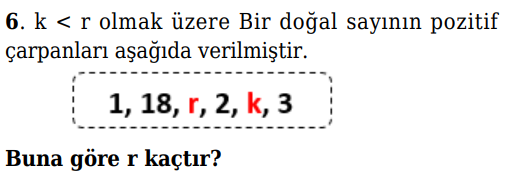 6. k < r olmak üzere Bir doğal sayının pozitif
çarpanları aşağıda verilmiştir.
1, 18, r, 2, k, 3
Buna göre r kaçtır?